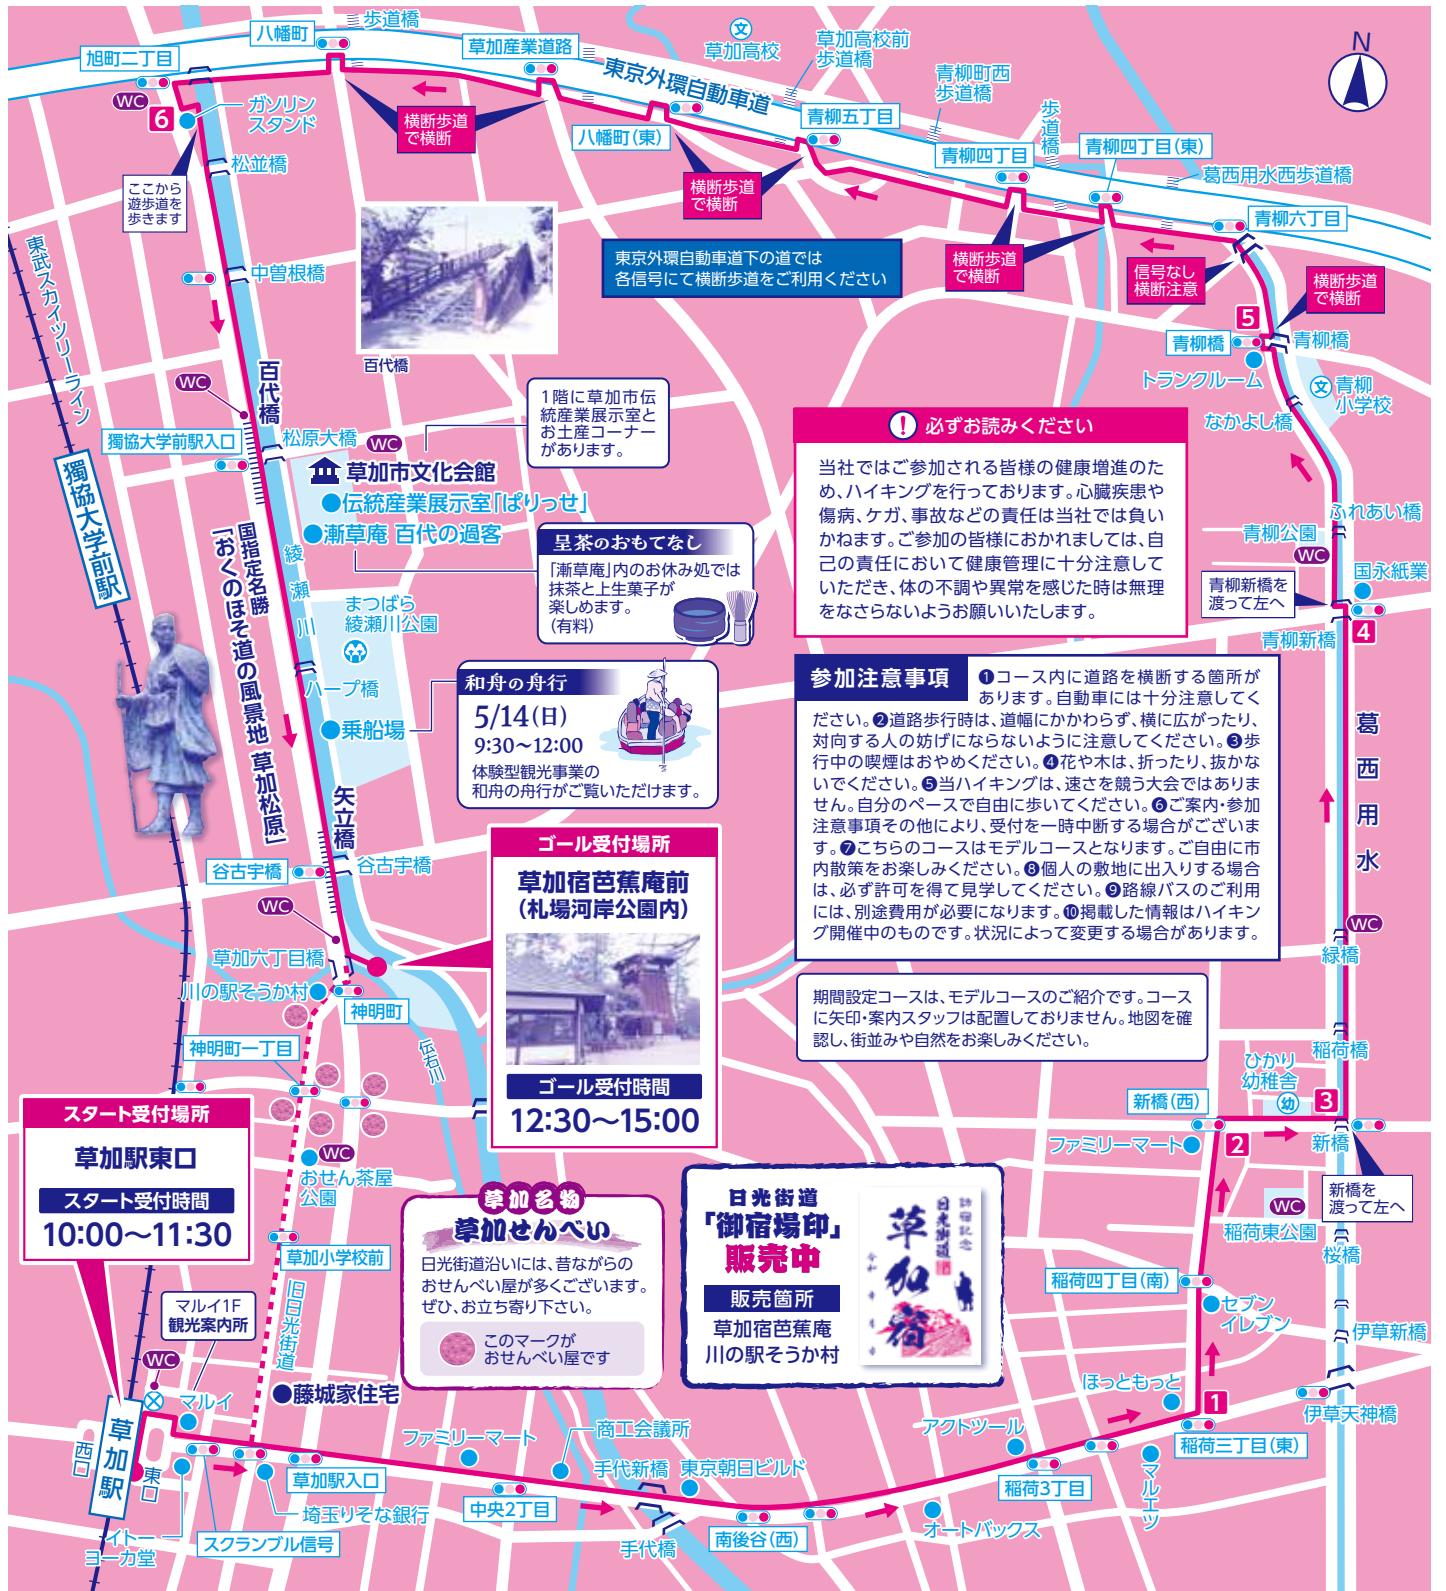 歩道橋
八幡町
旭町二丁目
草加産業道路
文
草加高校
草加高校前
歩道橋
東京外環自動車道
青柳町西
歩道橋
歩道橋
N
WC
6
ガソリン
スタンド
横断歩道
で横断
八幡町(東)
青柳五丁目
青柳四丁目
青柳四丁目(東)
葛西用水西歩道橋
松並橋
ここから
遊歩道を
歩きます
横断歩道
で横断
青柳六丁目
東武スカイツリーライン
中曽根橋
東京外環自動車道下の道では
各信号にて横断歩道をご利用ください
横断歩道
で横断
信号なし
横断注意
横断歩道
で横断
5
青柳橋
青柳橋
トランクルーム
百代橋
WC
百代橋
文
青柳
小学校
なかよし橋
1階に草加市伝
統産業展示室と
お土産コーナー
があります。
獨協大学前駅入口
松原大橋
WC
草加市文化会館
●伝統産業展示室「ぱりっせ」
●漸草庵 百代の過客
獨協大学前駅
国指定名勝
「おくのほそ道の風景地 草加松原」
綾瀬川
呈茶のおもてなし
「漸草庵」内のお休み処では
抹茶と上生菓子が
楽しめます。
(有料)
! 必ずお読みください
当社ではご参加される皆様の健康増進のた
め、ハイキングを行っております。心臓疾患や
傷病、ケガ、事故などの責任は当社では負い
かねます。ご参加の皆様におかれましては、自
己の責任において健康管理に十分注意して
いただき、体の不調や異常を感じた時は無理
をなさらないようお願いいたします。
ふれあい橋
青柳公園
WC
国永紙業
青柳新橋を
渡って左へ
4
青柳新橋
まつばら
綾瀬川公園
ハープ橋
●乗船場
和舟の舟行
5/14(日)
9:30〜12:00
体験型観光事業の
和舟の舟行がご覧いただけます。
参加注意事項
❶コース内に道路を横断する箇所が
あります。自動車には十分注意してく
ださい。❷道路歩行時は、道幅にかかわらず、横に広がったり、
対向する人の妨げにならないように注意してください。❸歩
行中の喫煙はおやめください。❹花や木は、折ったり、抜かな
いでください。❺当ハイキングは、速さを競う大会ではありま
せん。自分のペースで自由に歩いてください。❻ご案内・参加
注意事項その他により、受付を一時中断する場合がございま
す。❼こちらのコースはモデルコースとなります。ご自由に市
内散策をお楽しみください。❽個人の敷地に出入りする場合
は、必ず許可を得て見学してください。❾路線バスのご利用
には、別途費用が必要になります。❿掲載した情報はハイキン
グ開催中のものです。状況によって変更する場合があります。
葛西用水
矢立橋
谷古宇橋
谷古宇橋
WC
ゴール受付場所
草加宿芭蕉庵前
(札場河岸公園内)
ゴール受付時間
12:30〜15:00
WC
緑橋
草加六丁目橋
川の駅そうか村
神明町
期間設定コースは、モデルコースのご紹介です。コース
に矢印・案内スタッフは配置しておりません。地図を確
認し、街並みや自然をお楽しみください。
神明町一丁目
伝右川
稲荷橋
ひかり
幼稚舎
幼
3
新橋(西)
ファミリーマート
2
新橋
スタート受付場所
草加駅東口
スタート受付時間
10:00〜11:30
WC
おせん茶屋
公園
新橋を
渡って左へ
WC
稲荷東公園
桜橋
草加名物
草加せんべい
日光街道沿いには、昔ながらの
おせんべい屋が多くございます。
ぜひ、お立ち寄り下さい。
このマークが
おせんべい屋です
日光街道
「御宿場印」
販売中
販売箇所
草加宿芭蕉庵
川の駅そうか村
訪宿記念
日光街道
草加宿
草加小学校前
旧日光街道
稲荷四丁目(南)
セブン
イレブン
伊草新橋
マルイ1F
観光案内所
WC
マルイ
●藤城家住宅
ほっともっと
1
伊草天神橋
稲荷三丁目(東)
草加駅
西口
東口
ファミリーマート
商工会議所
アクトツール
草加駅入口
手代新橋
東京朝日ビルド
稲荷3丁目
マルエツ
埼玉りそな銀行
中央2丁目
イトー
ヨーカ堂
スクランブル信号
手代橋
南後谷(西)
オートバックス